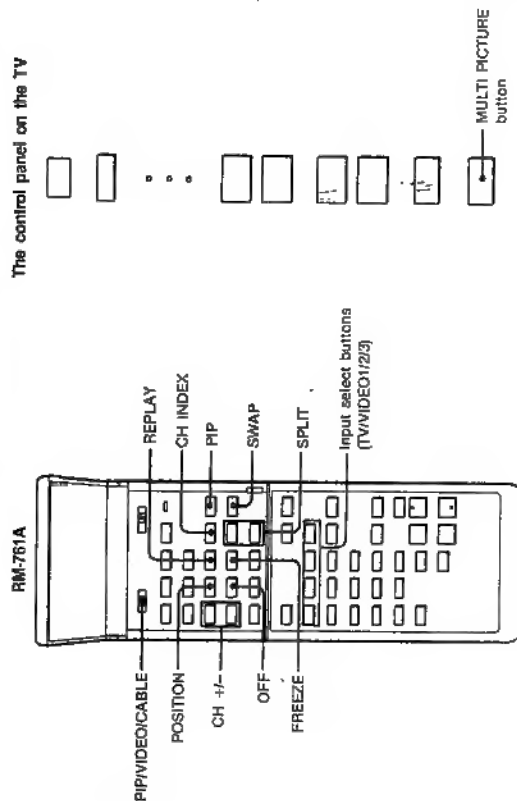 The control panel on the TV
MULTI PICTURE
button
RM-761A
PIP/VIDEO/CABLE
POSITION
CH +/−
OFF
FREEZE
REPLAY
CH INDEX
PIP
SWAP
SPLIT
Input select buttons
(TV/VIDEO1/2/3)